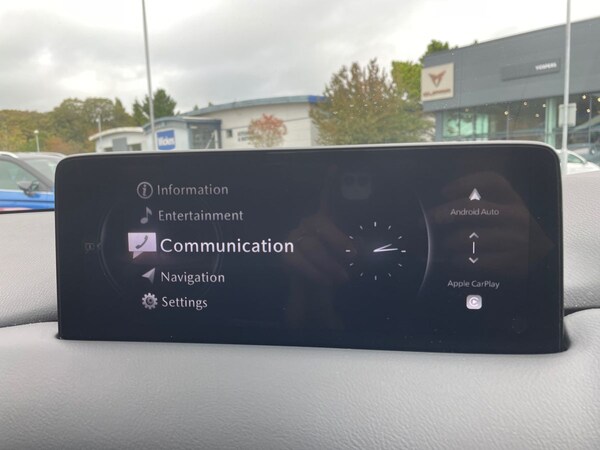 Information
Entertainment
Communication
Navigation
Settings
Android Auto
Apple CarPlay